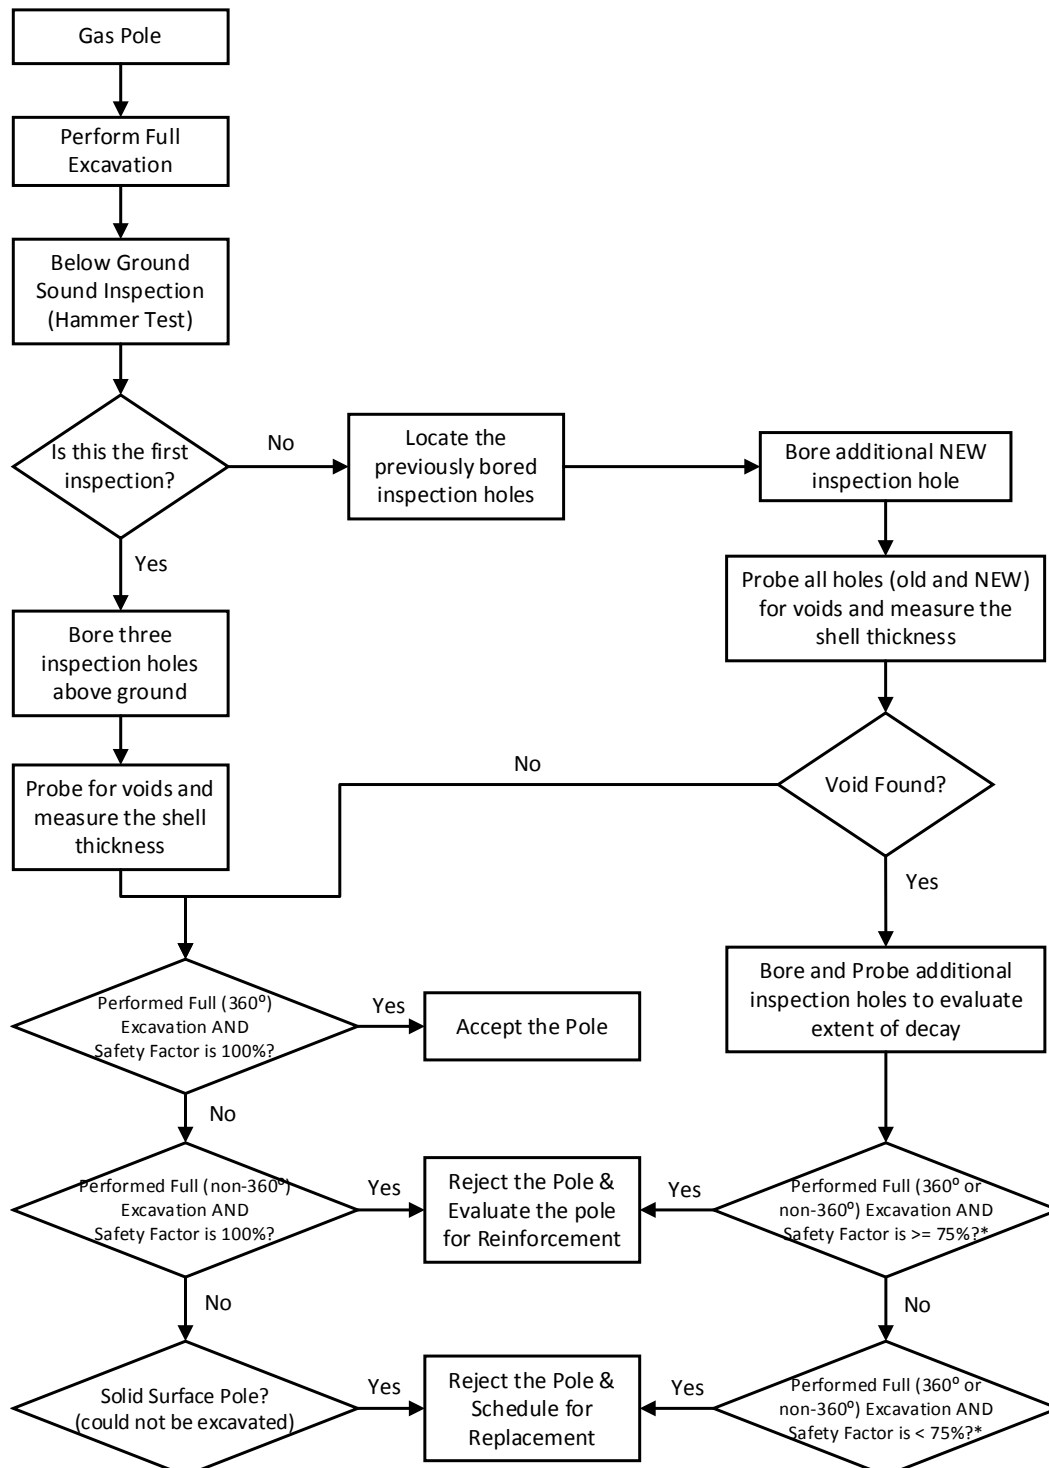 Gas Pole
Perform Full
Excavation
Below Ground
Sound Inspection
(Hammer Test)
Is this the first
inspection?
No
Locate the
previously bored
inspection holes
Bore additional NEW
inspection hole
Yes
Probe all holes (old and NEW)
for voids and measure the
shell thickness
Bore three
inspection holes
above ground
Probe for voids and
measure the shell
thickness
No
Void Found?
Yes
Bore and Probe additional
inspection holes to evaluate
extent of decay
Performed Full (360⁰)
Excavation AND
Safety Factor is 100%?
Yes
Accept the Pole
No
Performed Full (non-360⁰)
Excavation AND
Safety Factor is 100%?
Yes
Reject the Pole &
Evaluate the pole
for Reinforcement
Yes
Performed Full (360⁰ or
non-360⁰) Excavation AND
Safety Factor is >= 75%?*
No
No
Solid Surface Pole?
(could not be excavated)
Yes
Reject the Pole &
Schedule for
Replacement
Yes
Performed Full (360⁰ or
non-360⁰) Excavation AND
Safety Factor is < 75%?*